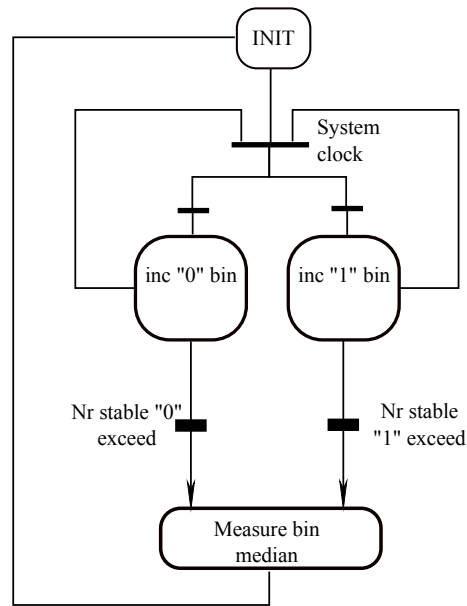 INIT
System
clock
inc "0" bin
inc "1" bin
Nr stable "0"
exceed
Nr stable
"1" exceed
Measure bin
median